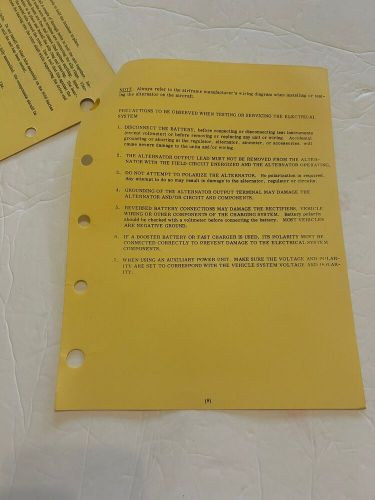 NOTE: Always refer to the airframe manufacturer's wiring diagram when installing or test-
ing the alternator on the aircraft.
PRECAUTIONS TO BE OBSERVED WHEN TESTING OR SERVICING THE ELECTRICAL
SYSTEM
1. DISCONNECT THE BATTERY, before connecting or disconnecting test instruments
(except voltmeter) or before removing or replacing any unit or wiring. Accidental
grounding or shorting at the regulator, alternator, ammeter, or accessories, will
cause severe damage to the units and/or wiring.
2. THE ALTERNATOR OUTPUT LEAD MUST NOT BE REMOVED FROM THE ALTER-
NATOR WITH THE FIELD CIRCUIT ENERGIZED AND THE ALTERNATOR OPERATING.
3. DO NOT ATTEMPT TO POLARIZE THE ALTERNATOR. No polarization is required.
Any attempt to do so may result in damage to the alternator, regulator or circuits.
4. GROUNDING OF THE ALTERNATOR OUTPUT TERMINAL MAY DAMAGE THE
ALTERNATOR AND/OR CIRCUIT AND COMPONENTS.
5. REVERSED BATTERY CONNECTIONS MAY DAMAGE THE RECTIFIERS, VEHICLE
WIRING OR OTHER COMPONENTS OF THE CHARGING SYSTEM. Battery polarity
should be checked with a voltmeter before connecting the battery. MOST VEHICLES
ARE NEGATIVE GROUND.
6. IF A BOOSTER BATTERY OR FAST CHARGER IS USED, ITS POLARITY MUST BE
CONNECTED CORRECTLY TO PREVENT DAMAGE TO THE ELECTRICAL SYSTEM
COMPONENTS.
7. WHEN USING AN AUXILIARY POWER UNIT. MAKE SURE THE VOLTAGE AND POLAR-
ITY ARE SET TO CORRESPOND WITH THE VEHICLE SYSTEM VOLTAGE AND POLAR-
ITY.
(8)